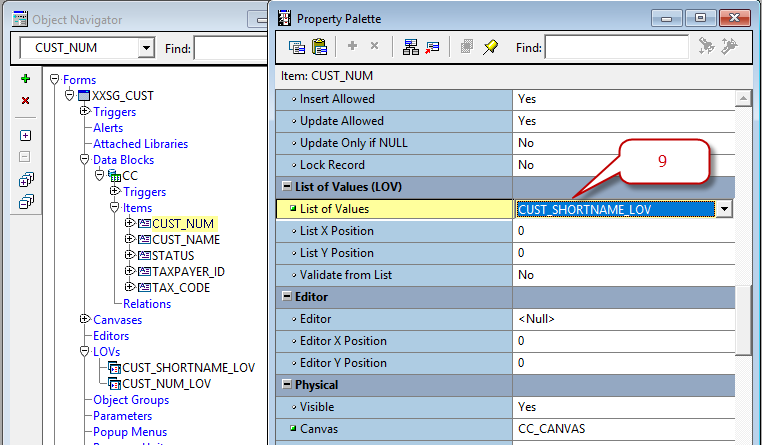 Object Navigator
CUST_NUM
Find:
Forms
XXSG_CUST
Triggers
Alerts
Attached Libraries
Data Blocks
CC
Triggers
Items
CUST_NUM
CUST_NAME
STATUS
TAXPAYER_ID
TAX_CODE
Relations
Canvases
Editors
LOVs
CUST_SHORTNAME_LOV
CUST_NUM_LOV
Object Groups
Parameters
Popup Menus
Property Palette
Find:
Item: CUST_NUM
Insert Allowed Yes
Update Allowed Yes
Update Only if NULL No
Lock Record No
9
List of Values (LOV)
List of Values CUST_SHORTNAME_LOV
List X Position 0
List Y Position 0
Validate from List No
Editor
Editor <Null>
Editor X Position 0
Editor Y Position 0
Physical
Visible Yes
Canvas CC_CANVAS